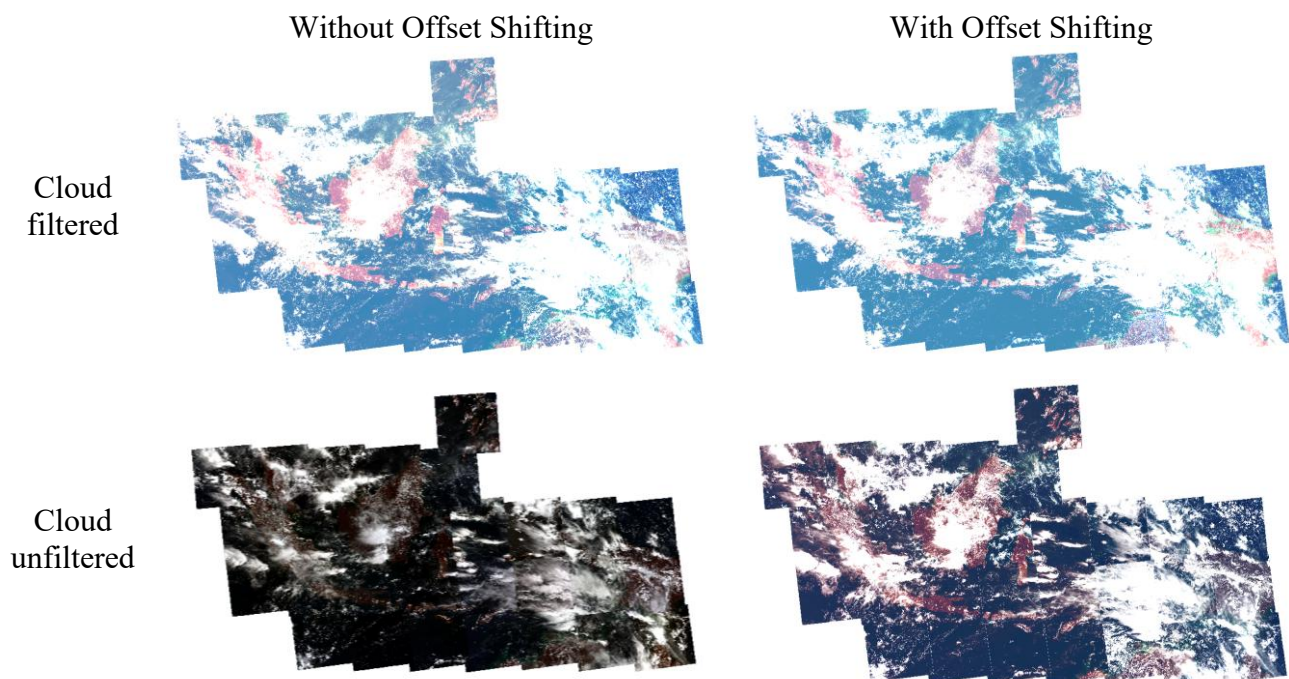 Without Offset Shifting
With Offset Shifting
Cloud
filtered
Cloud
unfiltered